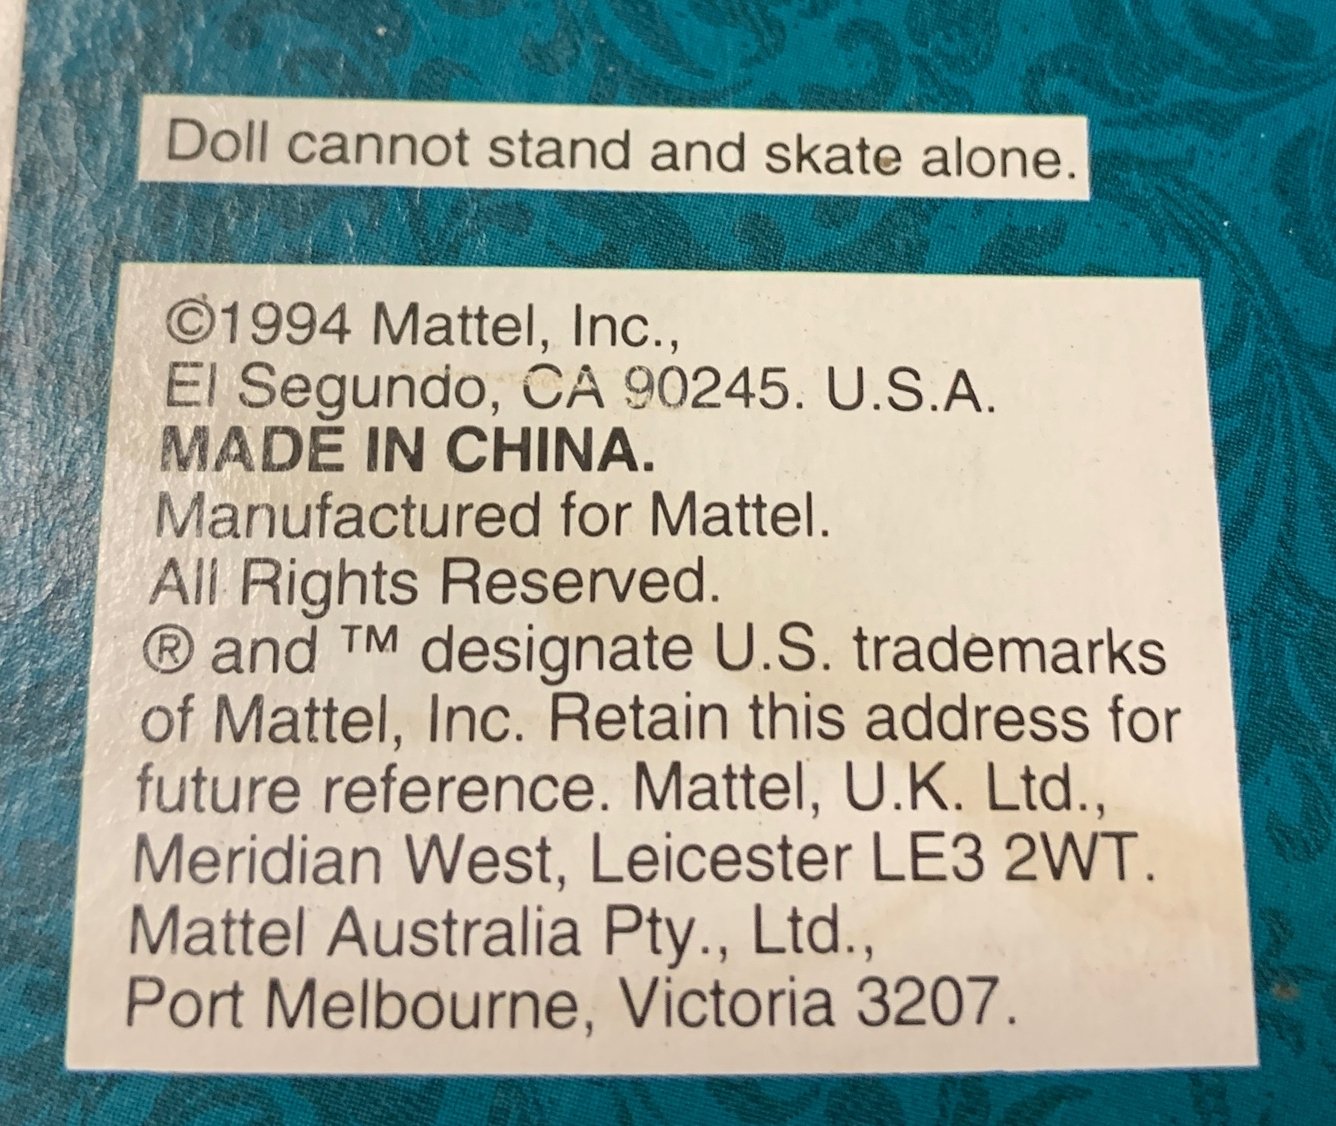 Doll cannot stand and skate alone.
©1994 Mattel, Inc.,
El Segundo, CA 90245. U.S.A.
MADE IN CHINA.
Manufactured for Mattel.
All Rights Reserved.
® and ™ designate U.S. trademarks
of Mattel, Inc. Retain this address for
future reference. Mattel, U.K. Ltd.,
Meridian West, Leicester LE3 2WT.
Mattel Australia Pty., Ltd.,
Port Melbourne, Victoria 3207.